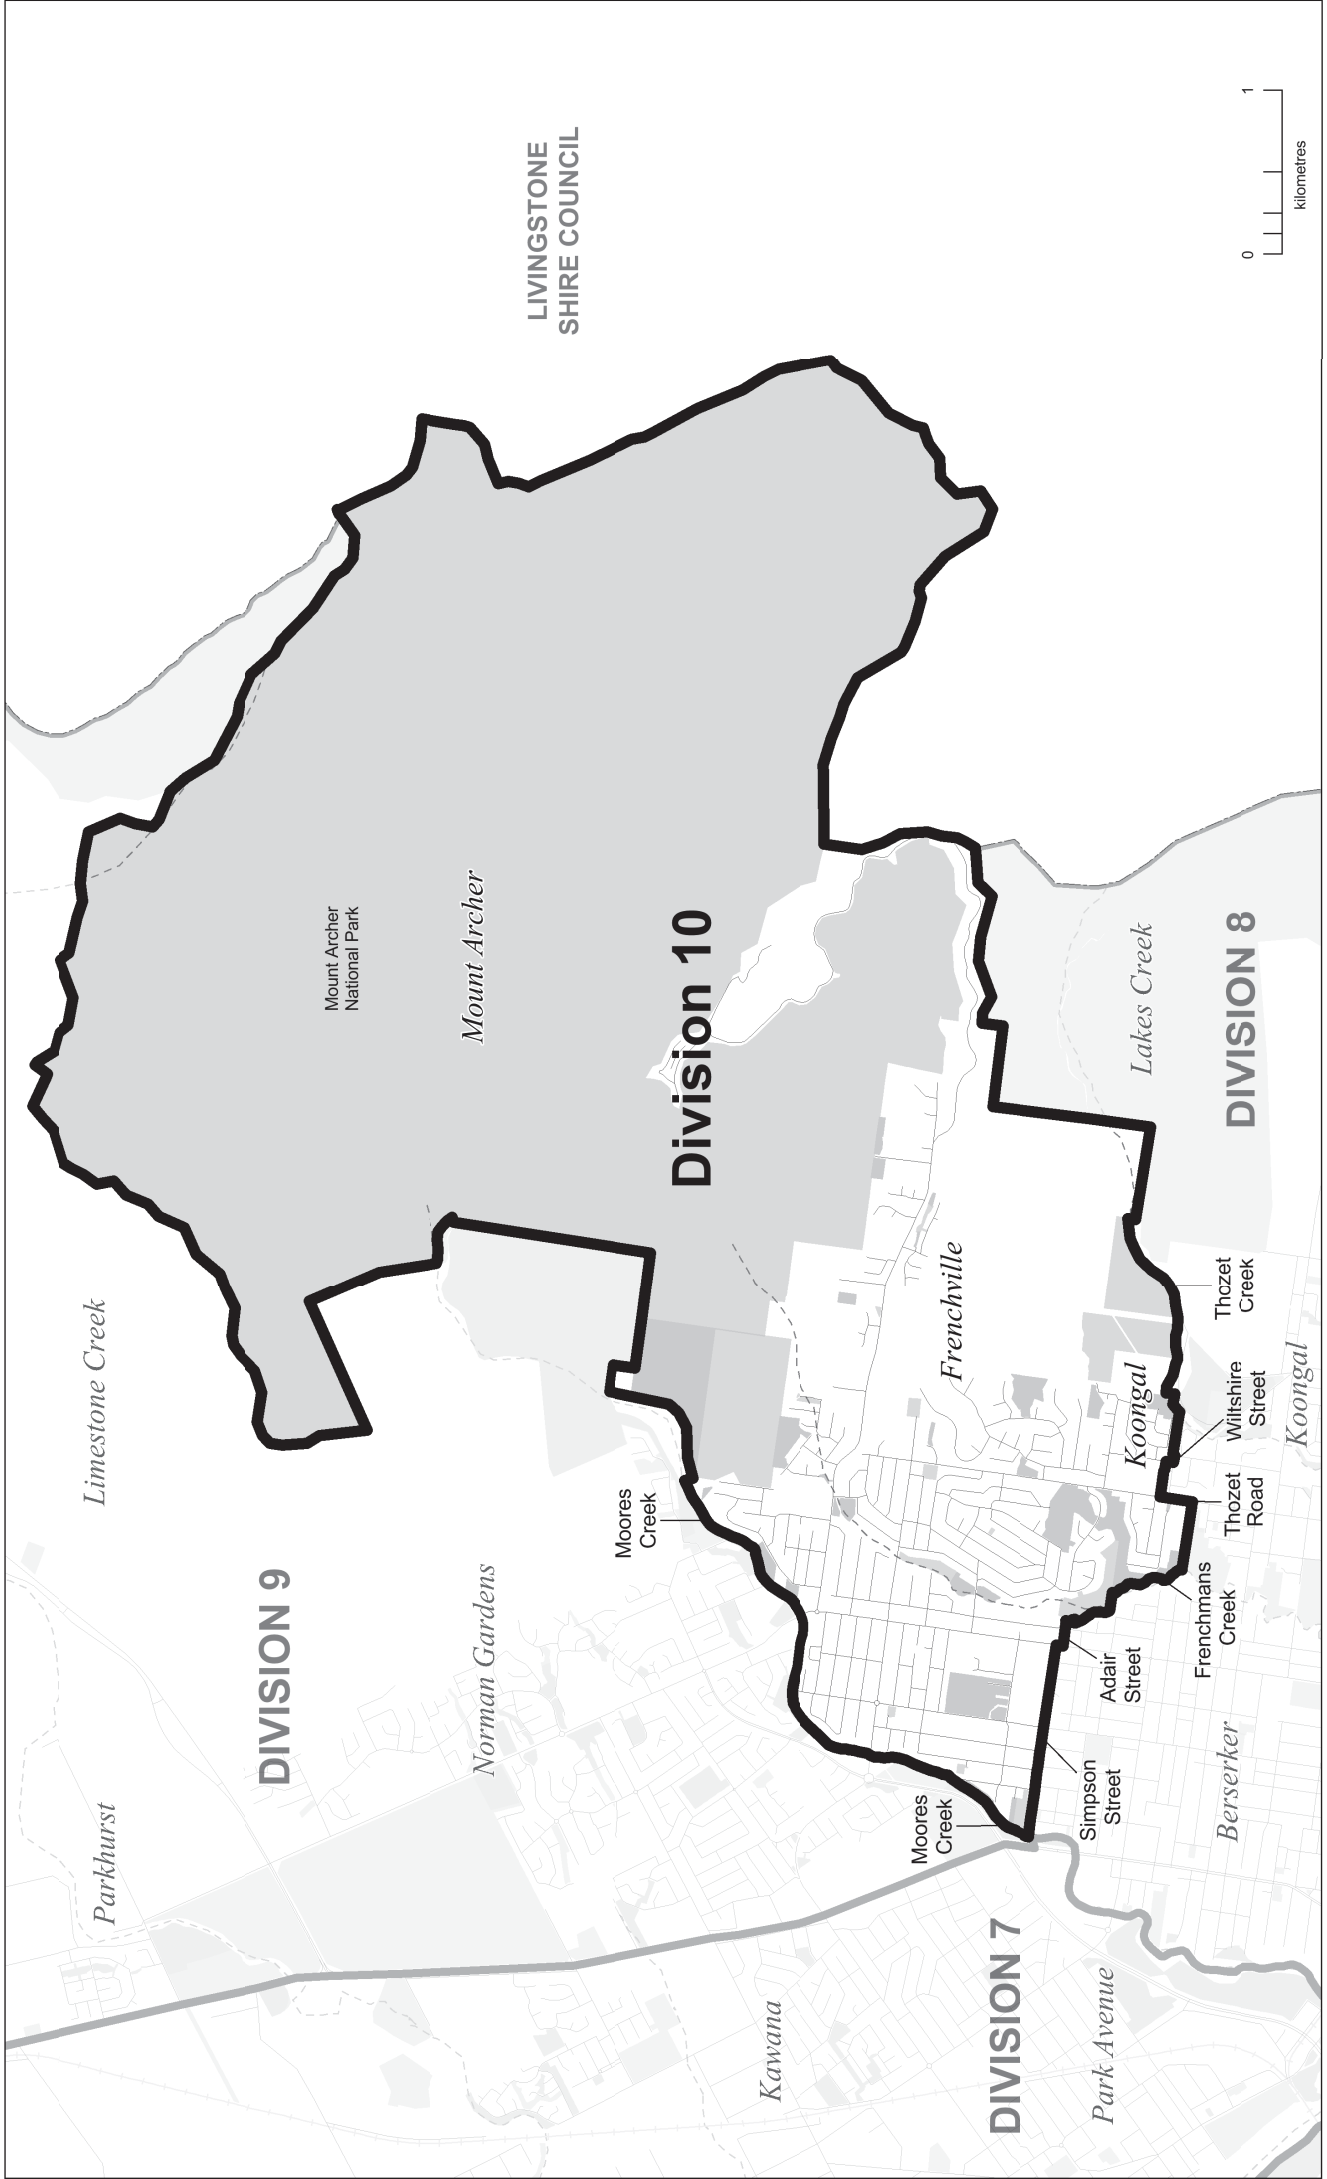 Parkhurst
Limestone Creek
DIVISION 9
Mount Archer
National Park
Norman Gardens
Mount Archer
LIVINGSTONE
SHIRE COUNCIL
Moores
Creek
Division 10
Kawana
Moores
Creek
Frenchville
DIVISION 7
Park Avenue
Simpson
Street
Adair
Street
Koongal
Lakes Creek
Berserker
Frenchmans
Creek
Thozet
Road
Wiltshire
Street
Thozet
Creek
DIVISION 8
Koongal
0 1
kilometres